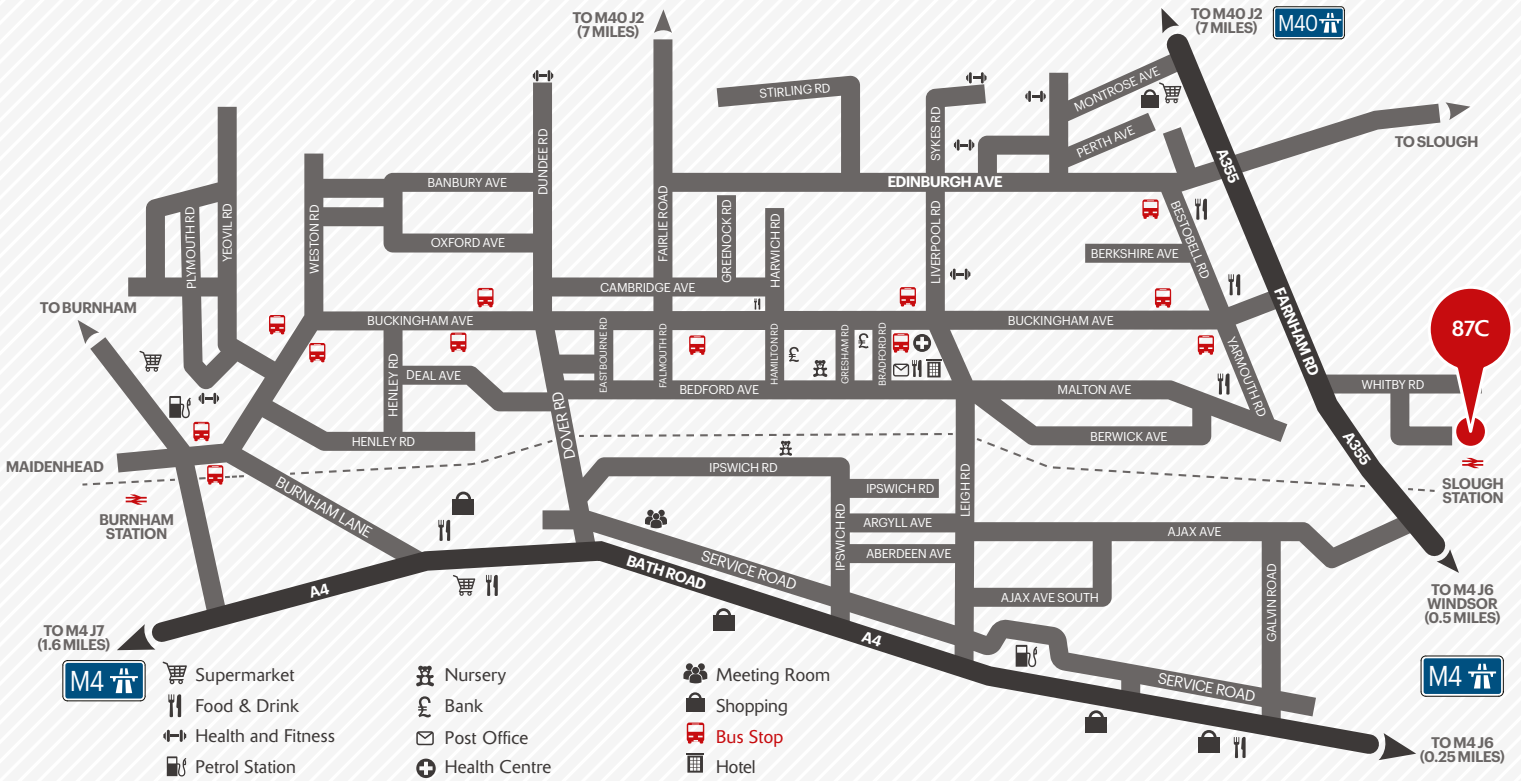 TO M40 J2
(7 MILES)
TO M40 J2
(7 MILES)
M40
MONTROSE AVE
STIRLING RD
SYKES RD
PERTH AVE
TO SLOUGH
A355
DUNDEE RD
BANBURY AVE
EDINBURGH AVE
PLYMOUTH RD
YEOVIL RD
WESTON RD
OXFORD AVE
FAIRLIE ROAD
GREENOCK RD
HARWICH RD
LIVERPOOL RD
BESTOBELL RD
BERKSHIRE AVE
TO BURNHAM
CAMBRIDGE AVE
FARNHAM RD
BUCKINGHAM AVE
BUCKINGHAM AVE
87C
HENLEY RD
DEAL AVE
EASTBOURNE RD
FALMOUTH RD
HAMILTON RD
£
GRESHAM RD
£
BRADFORD RD
YARMOUTH RD
BEDFORD AVE
MALTON AVE
WHITBY RD
HENLEY RD
DOVER RD
BERWICK AVE
A355
MAIDENHEAD
IPSWICH RD
IPSWICH RD
LEIGH RD
SLOUGH
STATION
BURNHAM
STATION
BURNHAM LANE
IPSWICH RD
ARGYLL AVE
AJAX AVE
ABERDEEN AVE
SERVICE ROAD
BATH ROAD
A4
AJAX AVE SOUTH
GALVIN ROAD
TO M4 J6
WINDSOR
(0.5 MILES)
TO M4 J7
(1.6 MILES)
A4
M4
M4
SERVICE ROAD
Supermarket
Food & Drink
Health and Fitness
Petrol Station
Nursery
£ Bank
Post Office
Health Centre
Meeting Room
Shopping
Bus Stop
Hotel
TO M4 J6
(0.25 MILES)